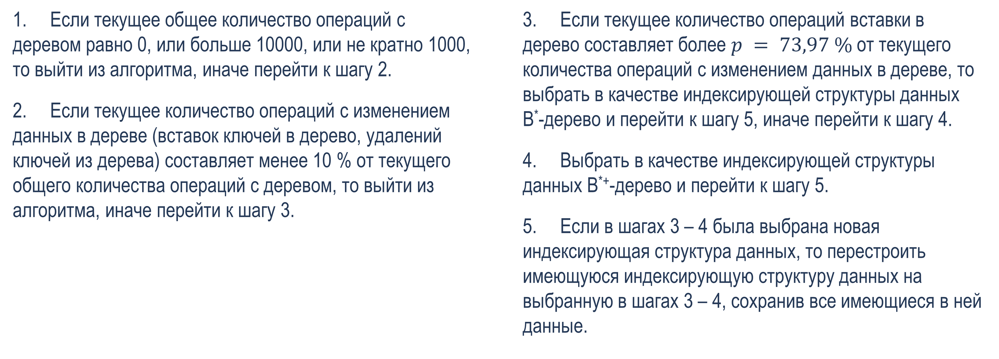 1. Если текущее общее количество операций с
деревом равно 0, или больше 10000, или не кратно 1000,
то выйти из алгоритма, иначе перейти к шагу 2.
2. Если текущее количество операций с изменением
данных в дереве (вставок ключей в дерево, удалений
ключей из дерева) составляет менее 10 % от текущего
общего количества операций с деревом, то выйти из
алгоритма, иначе перейти к шагу 3.
3. Если текущее количество операций вставки в
дерево составляет более p = 73,97 % от текущего
количества операций с изменением данных в дереве, то
выбрать в качестве индексирующей структуры данных
B*-дерево и перейти к шагу 5, иначе перейти к шагу 4.
4. Выбрать в качестве индексирующей структуры
данных B*+-дерево и перейти к шагу 5.
5. Если в шагах 3 – 4 была выбрана новая
индексирующая структура данных, то перестроить
имеющуюся индексирующую структуру данных на
выбранную в шагах 3 – 4, сохранив все имеющиеся в ней
данные.